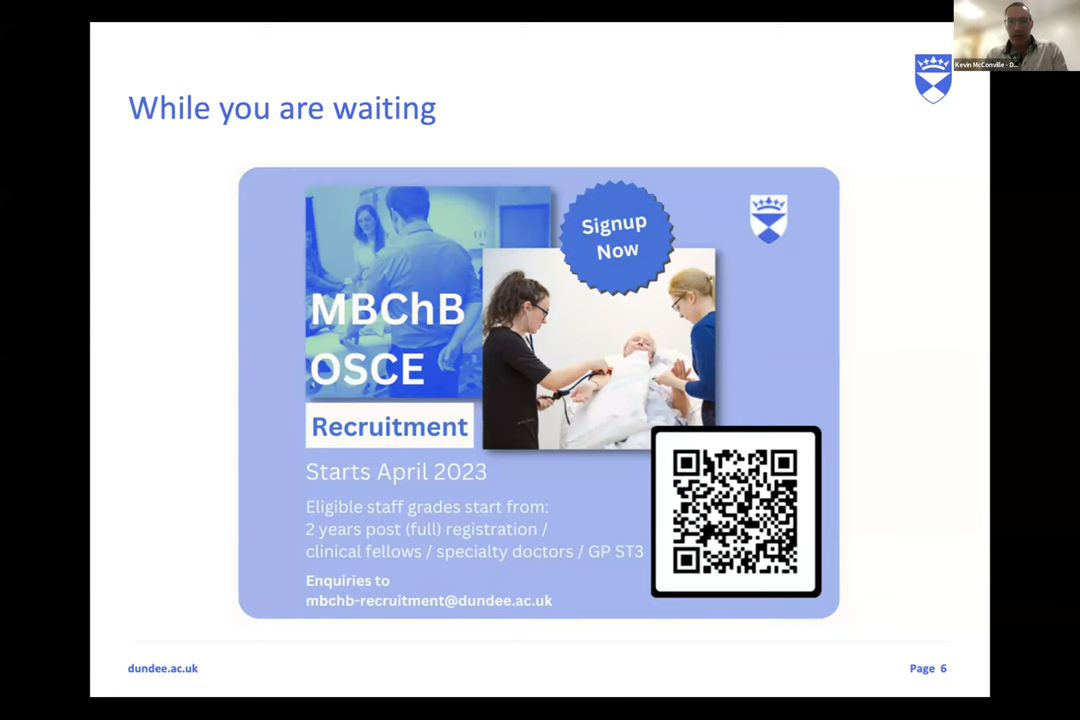 Kevin McConville - D...
While you are waiting
Signup
Now
MBChB
OSCE
Recruitment
Starts April 2023
Eligible staff grades start from:
2 years post (full) registration /
clinical fellows / specialty doctors / GP ST3
Enquiries to
mbchb-recruitment@dundee.ac.uk
dundee.ac.uk
Page 6